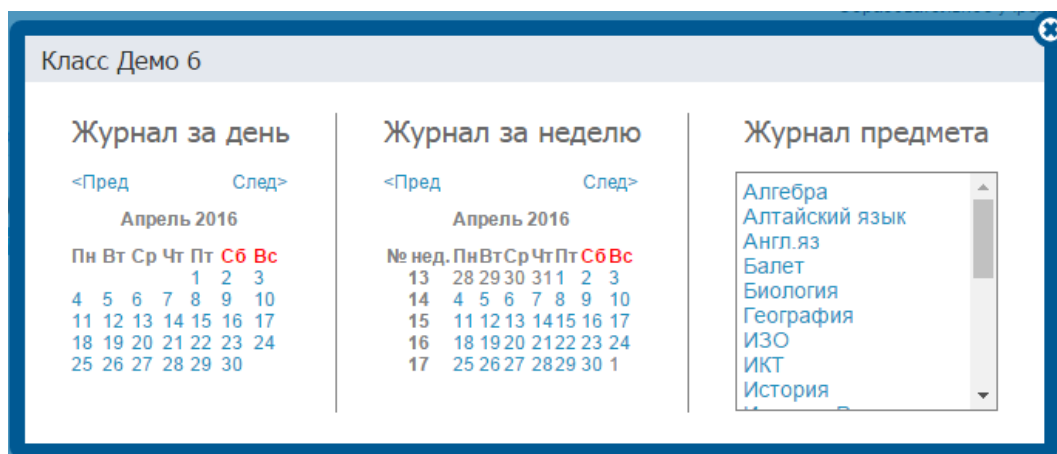 Класс Демо 6
Журнал за день
<Пред След>
Апрель 2016
Пн Вт Ср Чт Пт Сб Вс
1 2 3
4 5 6 7 8 9 10
11 12 13 14 15 16 17
18 19 20 21 22 23 24
25 26 27 28 29 30
Журнал за неделю
<Пред След>
Апрель 2016
№ нед. Пн Вт Ср Чт Пт Сб Вс
13 28 29 30 31 1 2 3
14 4 5 6 7 8 9 10
15 11 12 13 14 15 16 17
16 18 19 20 21 22 23 24
17 25 26 27 28 29 30 1
Журнал предмета
Алгебра
Алтайский язык
Англ.яз
Балет
Биология
География
ИЗО
ИКТ
История